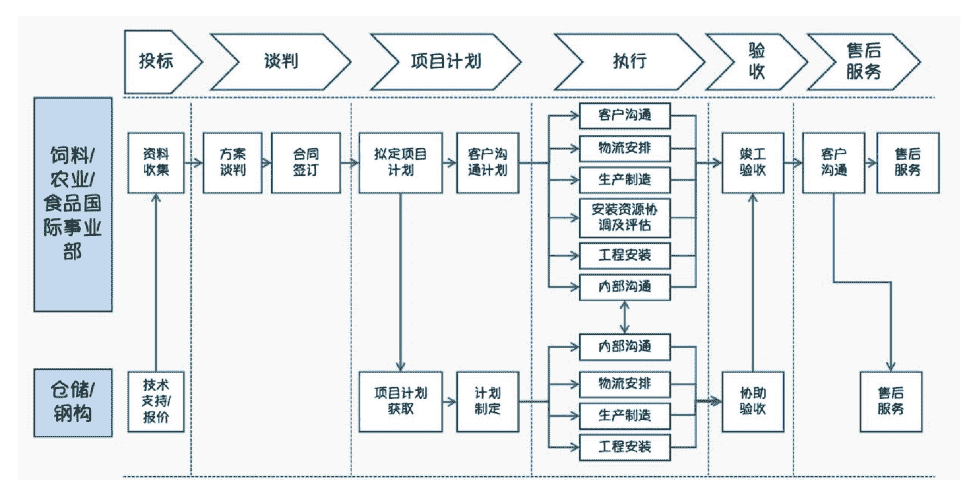 投标
谈判
项目计划
执行
验
收
售后
服务
饲料/
农业/
食品国
际事业
部
资料
收集
方案
谈判
合同
签订
拟定项目
计划
客户沟
通计划
客户沟通
物流安排
生产制造
安装资源协
调及评估
工程安装
内部沟通
竣工
验收
客户
沟通
售后
服务
仓储/
钢构
技术
支持/
报价
项目计划
获取
计划
制定
内部沟通
物流安排
生产制造
工程安装
协助
验收
售后
服务